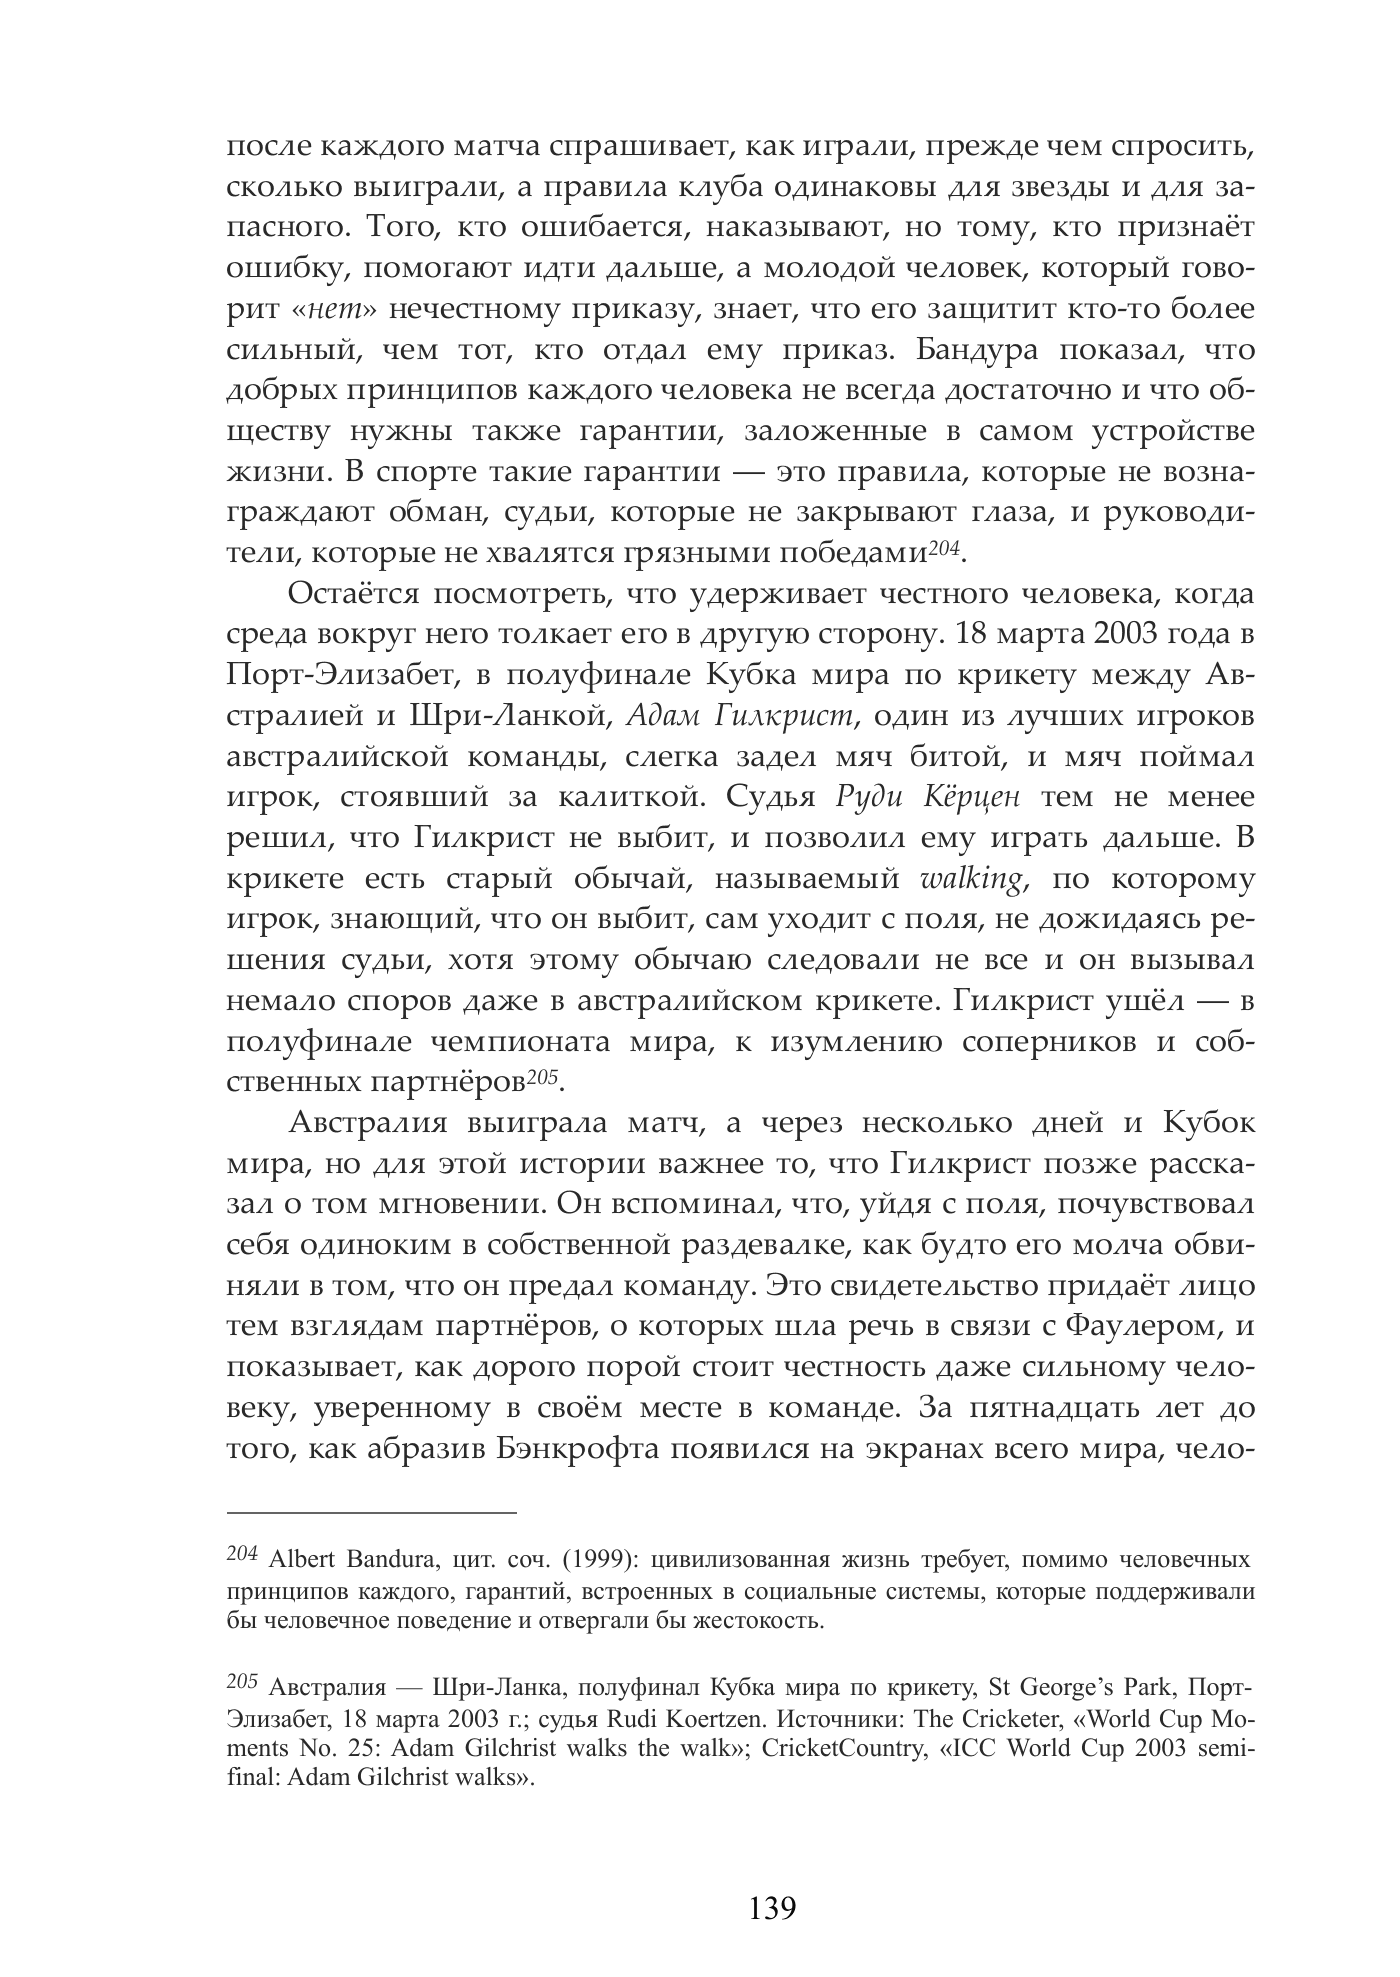 после каждого матча спрашивает, как играли, прежде чем спросить,
сколько выиграли, а правила клуба одинаковы для звезды и для за-
пасного. Того, кто ошибается, наказывают, но тому, кто признаёт
ошибку, помогают идти дальше, а молодой человек, который гово-
рит «нет» нечестному приказу, знает, что его защитит кто-то более
сильный, чем тот, кто отдал ему приказ. Бандура показал, что
добрых принципов каждого человека не всегда достаточно и что об-
ществу нужны также гарантии, заложенные в самом устройстве
жизни. В спорте такие гарантии — это правила, которые не возна-
граждают обман, судьи, которые не закрывают глаза, и руководи-
тели, которые не хвалятся грязными победами204.
Остаётся посмотреть, что удерживает честного человека, когда
среда вокруг него толкает его в другую сторону. 18 марта 2003 года в
Порт-Элизабет, в полуфинале Кубка мира по крикету между Ав-
стралией и Шри-Ланкой, Адам Гилкрист, один из лучших игроков
австралийской команды, слегка задел мяч битой, и мяч поймал
игрок, стоявший за калиткой. Судья Руди Кёрцен тем не менее
решил, что Гилкрист не выбит, и позволил ему играть дальше. В
крикете есть старый обычай, называемый walking, по которому
игрок, знающий, что он выбит, сам уходит с поля, не дожидаясь ре-
шения судьи, хотя этому обычаю следовали не все и он вызывал
немало споров даже в австралийском крикете. Гилкрист ушёл — в
полуфинале чемпионата мира, к изумлению соперников и соб-
ственных партнёров205.
Австралия выиграла матч, а через несколько дней и Кубок
мира, но для этой истории важнее то, что Гилкрист позже расска-
зал о том мгновении. Он вспоминал, что, уйдя с поля, почувствовал
себя одиноким в собственной раздевалке, как будто его молча обви-
няли в том, что он предал команду. Это свидетельство придаёт лицо
тем взглядам партнёров, о которых шла речь в связи с Фаулером, и
показывает, как дорого порой стоит честность даже сильному чело-
веку, уверенному в своём месте в команде. За пятнадцать лет до
того, как абразив Бэнкрофта появился на экранах всего мира, чело-
204 Albert Bandura, цит. соч. (1999): цивилизованная жизнь требует, помимо человечных
принципов каждого, гарантий, встроенных в социальные системы, которые поддерживали
бы человечное поведение и отвергали бы жестокость.
205 Австралия — Шри-Ланка, полуфинал Кубка мира по крикету, St George’s Park, Порт-
Элизабет, 18 марта 2003 г.; судья Rudi Koertzen. Источники: The Cricketer, «World Cup Mo-
ments No. 25: Adam Gilchrist walks the walk»; CricketCountry, «ICC World Cup 2003 semi-
final: Adam Gilchrist walks».
139